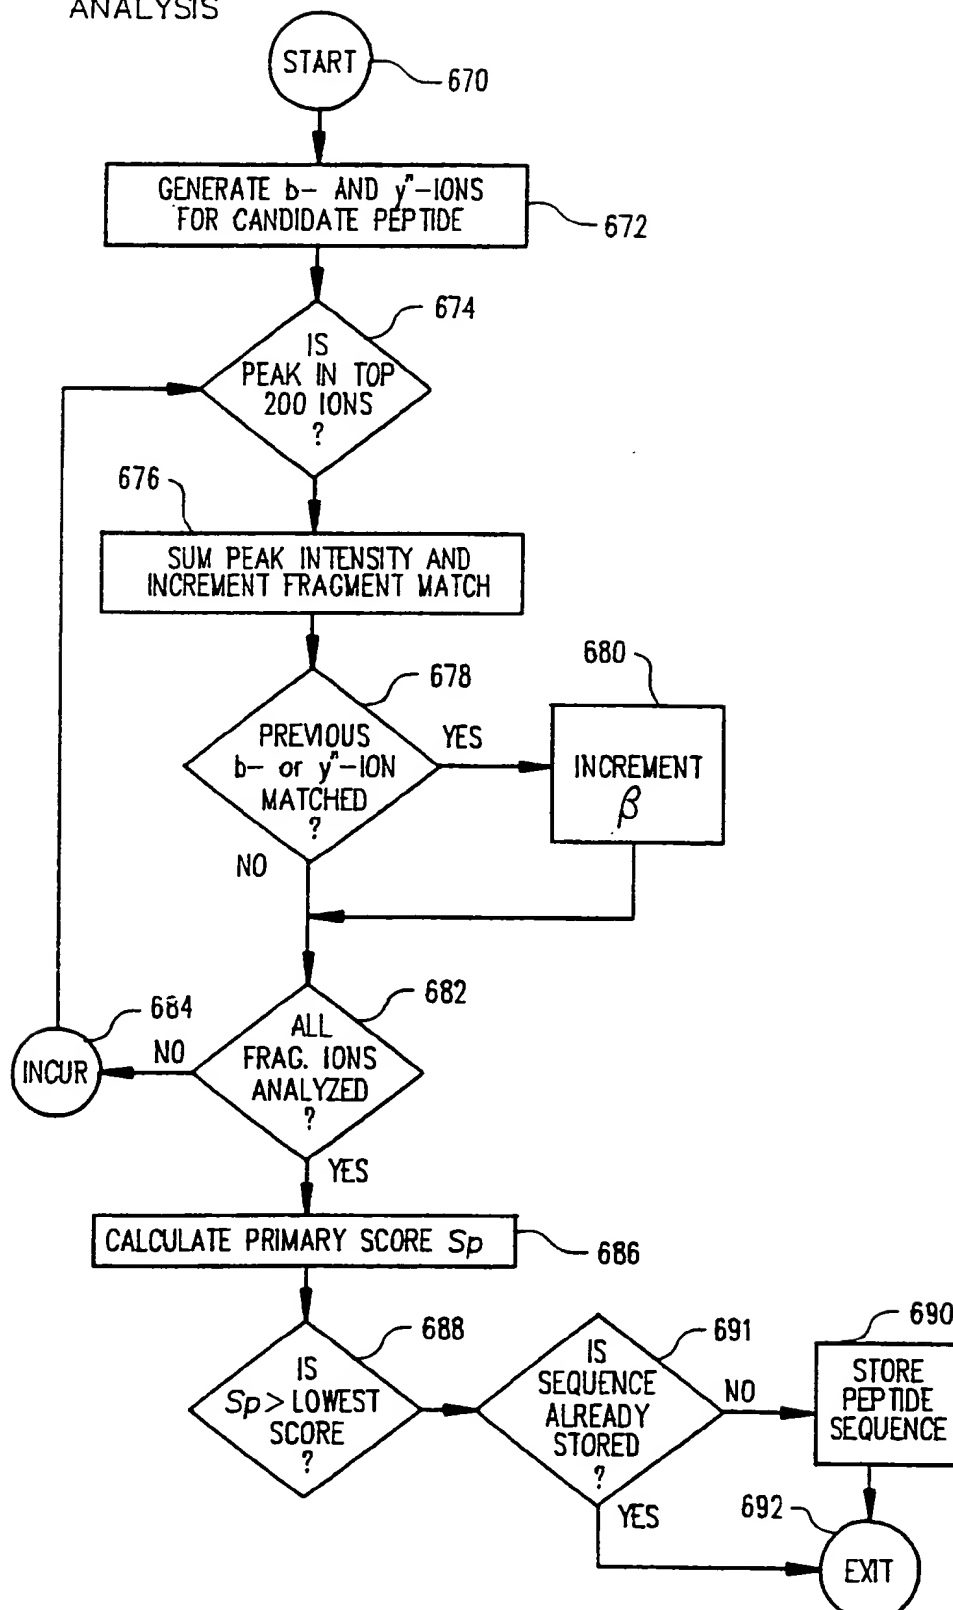 ANALYSIS
START
670
GENERATE b- AND y"-IONS
FOR CANDIDATE PEPTIDE
672
674
IS
PEAK IN TOP
200 IONS
?
676
SUM PEAK INTENSITY AND
INCREMENT FRAGMENT MATCH
678
680
PREVIOUS
b- or y"-ION
MATCHED
?
YES
INCREMENT
β
NO
682
684
ALL
FRAG. IONS
ANALYZED
?
NO
INCUR
YES
CALCULATE PRIMARY SCORE Sp
686
688
691
690
IS
Sp > LOWEST
SCORE
?
IS
SEQUENCE
ALREADY
STORED
?
NO
STORE
PEPTIDE
SEQUENCE
YES
692
EXIT